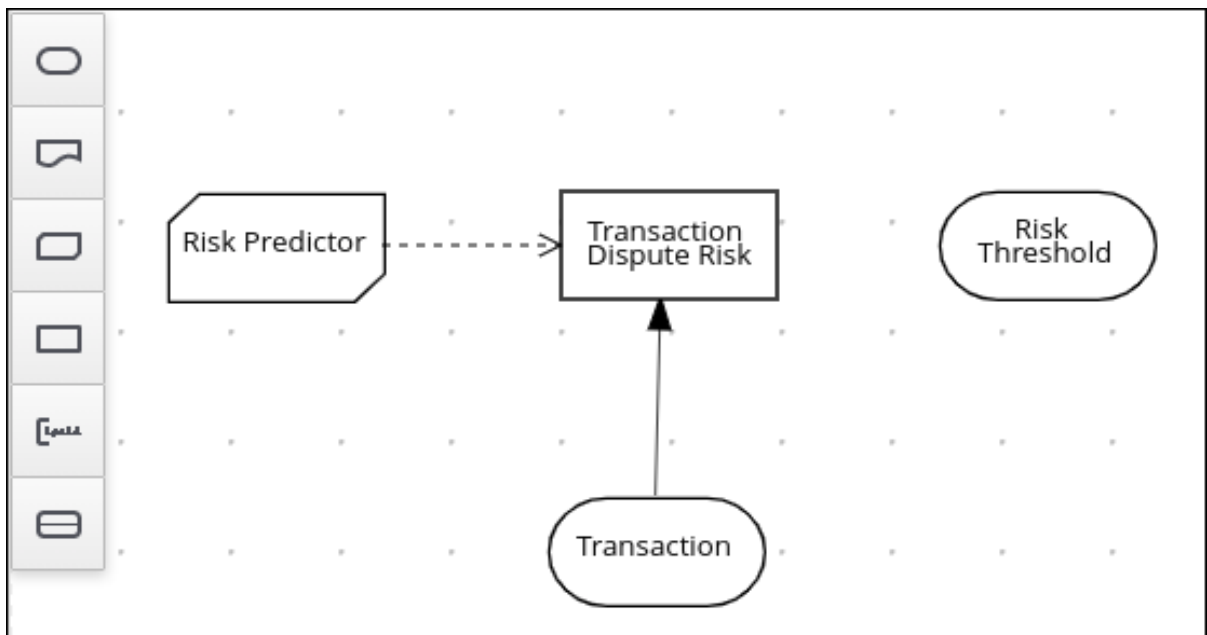 Risk Predictor
Transaction
Dispute Risk
Risk
Threshold
Transaction